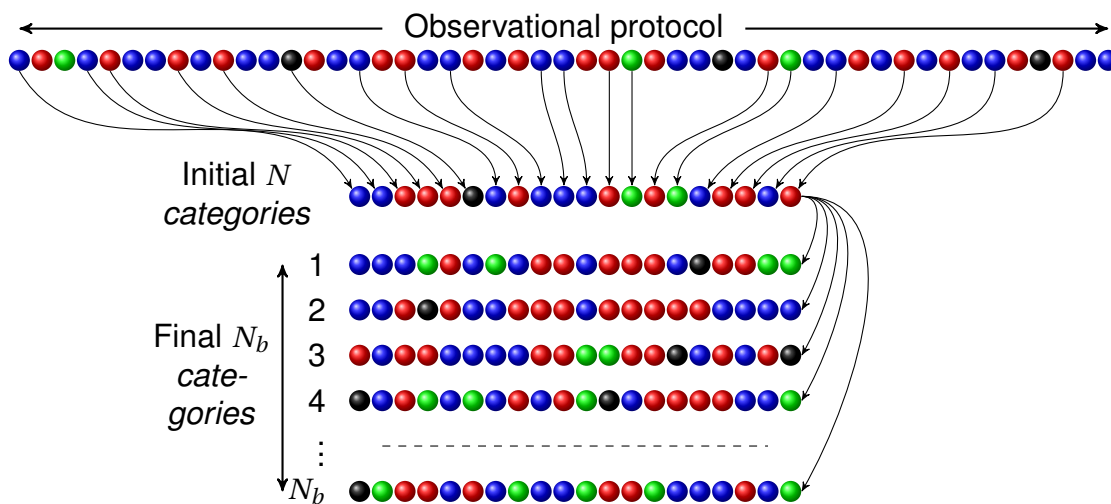 Observational protocol
Initial N
categories
1
2
Final N_b
3
cate-
gories
4
⋮
N_b